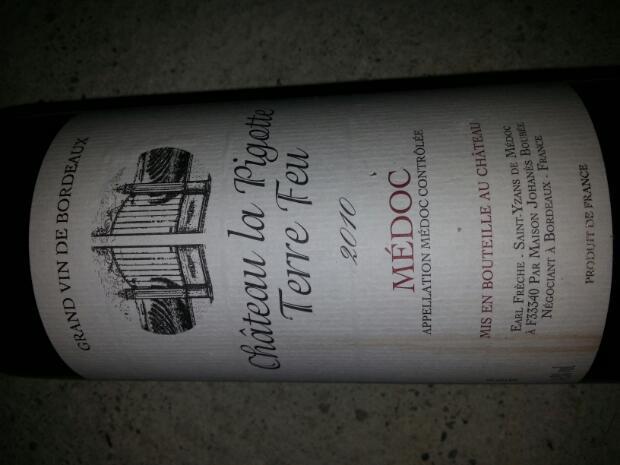 GRAND VIN DE BORDEAUX
Château la Pigotte
Terre Feu
2010
MÉDOC
APPELLATION MÉDOC CONTRÔLÉE
MIS EN BOUTEILLE AU CHÂTEAU
EARL FRÈCHE - SAINT-YZANS DE MÉDOC
À F33340 PAR MAISON JOHANÈS BOUBÉE
NÉGOCIANT À BORDEAUX - FRANCE
PRODUIT DE FRANCE